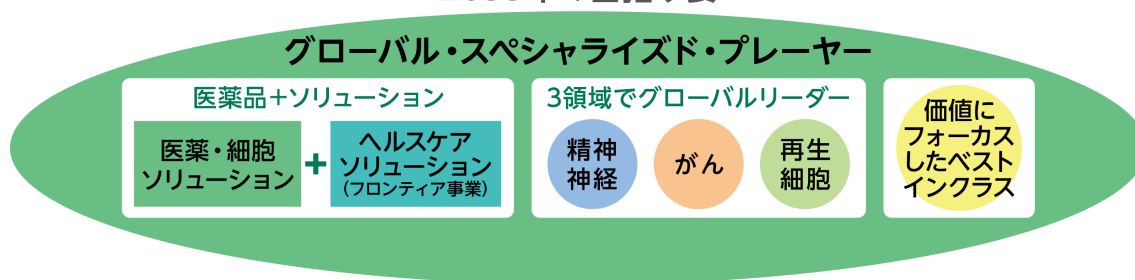 グローバル・スペシャライズド・プレーヤー
医薬品+ソリューション
医薬・細胞
ソリューション
+
ヘルスケア
ソリューション
(フロンティア事業)
3領域でグローバルリーダー
精神
神経
がん
再生
細胞
価値に
フォーカス
したベスト
インクラス